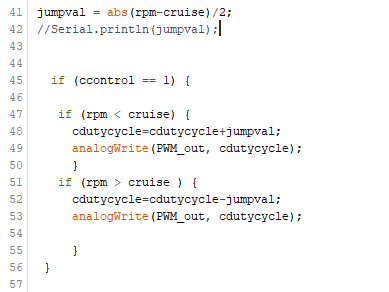 41 jumpval = abs(rpm-cruise)/2;
42 //Serial.println(jumpval);
43
44
45 if (ccontrol == 1) {
46
47 if (rpm < cruise) {
48 cdutycycle=cdutycycle+jumpval;
49 analogWrite(PWM_out, cdutycycle);
50 }
51 if (rpm > cruise ) {
52 cdutycycle=cdutycycle-jumpval;
53 analogWrite(PWM_out, cdutycycle);
54
55 }
56 }
57